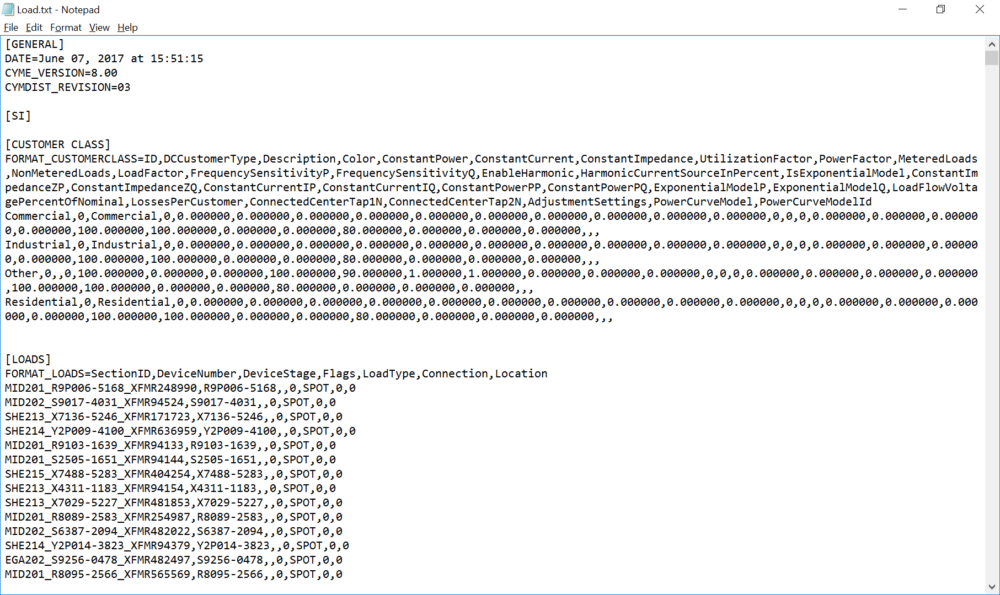 Load.txt - Notepad
File Edit Format View Help
[GENERAL]
DATE=June 07, 2017 at 15:51:15
CYME_VERSION=8.00
CYMDIST_REVISION=03
[SI]
[CUSTOMER CLASS]
FORMAT_CUSTOMERCLASS=ID,DCCustomerType,Description,Color,ConstantPower,ConstantCurrent,ConstantImpedance,UtilizationFactor,PowerFactor,MeteredLoads
,NonMeteredLoads,LoadFactor,FrequencySensitivityP,FrequencySensitivityQ,EnableHarmonic,HarmonicCurrentSourceInPercent,IsExponentialModel,ConstantIm
pedanceZP,ConstantImpedanceZQ,ConstantCurrentIP,ConstantCurrentIQ,ConstantPowerPP,ConstantPowerPQ,ExponentialModelP,ExponentialModelQ,LoadFlowVolta
gePercentOfNominal,LossesPerCustomer,ConnectedCenterTap1N,ConnectedCenterTap2N,AdjustmentSettings,PowerCurveModel,PowerCurveModelId
Commercial,0,Commercial,0,0.000000,0.000000,0.000000,0.000000,0.000000,0.000000,0.000000,0.000000,0.000000,0.000000,0,0,0,0.000000,0.000000,0.00000
0,0.000000,100.000000,100.000000,0.000000,0.000000,80.000000,0.000000,0.000000,0.000000,,,
Industrial,0,Industrial,0,0.000000,0.000000,0.000000,0.000000,0.000000,0.000000,0.000000,0.000000,0.000000,0.000000,0,0,0,0.000000,0.000000,0.00000
0,0.000000,100.000000,100.000000,0.000000,0.000000,80.000000,0.000000,0.000000,0.000000,,,
Other,0,,0,100.000000,0.000000,0.000000,100.000000,90.000000,1.000000,1.000000,0.000000,0.000000,0.000000,0,0,0,0.000000,0.000000,0.000000,0.000000
,100.000000,100.000000,0.000000,0.000000,80.000000,0.000000,0.000000,0.000000,,,
Residential,0,Residential,0,0.000000,0.000000,0.000000,0.000000,0.000000,0.000000,0.000000,0.000000,0.000000,0.000000,0,0,0,0.000000,0.000000,0.000
000,0.000000,100.000000,100.000000,0.000000,0.000000,80.000000,0.000000,0.000000,0.000000,,,
[LOADS]
FORMAT_LOADS=SectionID,DeviceNumber,DeviceStage,Flags,LoadType,Connection,Location
MID201_R9P006-5168_XFMR248990,R9P006-5168,,0,SPOT,0,0
MID202_S9017-4031_XFMR94524,S9017-4031,,0,SPOT,0,0
SHE213_X7136-5246_XFMR171723,X7136-5246,,0,SPOT,0,0
SHE214_Y2P009-4100_XFMR636959,Y2P009-4100,,0,SPOT,0,0
MID201_R9103-1639_XFMR94133,R9103-1639,,0,SPOT,0,0
MID201_S2505-1651_XFMR94144,S2505-1651,,0,SPOT,0,0
SHE215_X7488-5283_XFMR404254,X7488-5283,,0,SPOT,0,0
SHE213_X4311-1183_XFMR94154,X4311-1183,,0,SPOT,0,0
SHE213_X7029-5227_XFMR481853,X7029-5227,,0,SPOT,0,0
MID201_R8089-2583_XFMR254987,R8089-2583,,0,SPOT,0,0
MID202_S6387-2094_XFMR482022,S6387-2094,,0,SPOT,0,0
SHE214_Y2P014-3823_XFMR94379,Y2P014-3823,,0,SPOT,0,0
EGA202_S9256-0478_XFMR482497,S9256-0478,,0,SPOT,0,0
MID201_R8095-2566_XFMR565569,R8095-2566,,0,SPOT,0,0